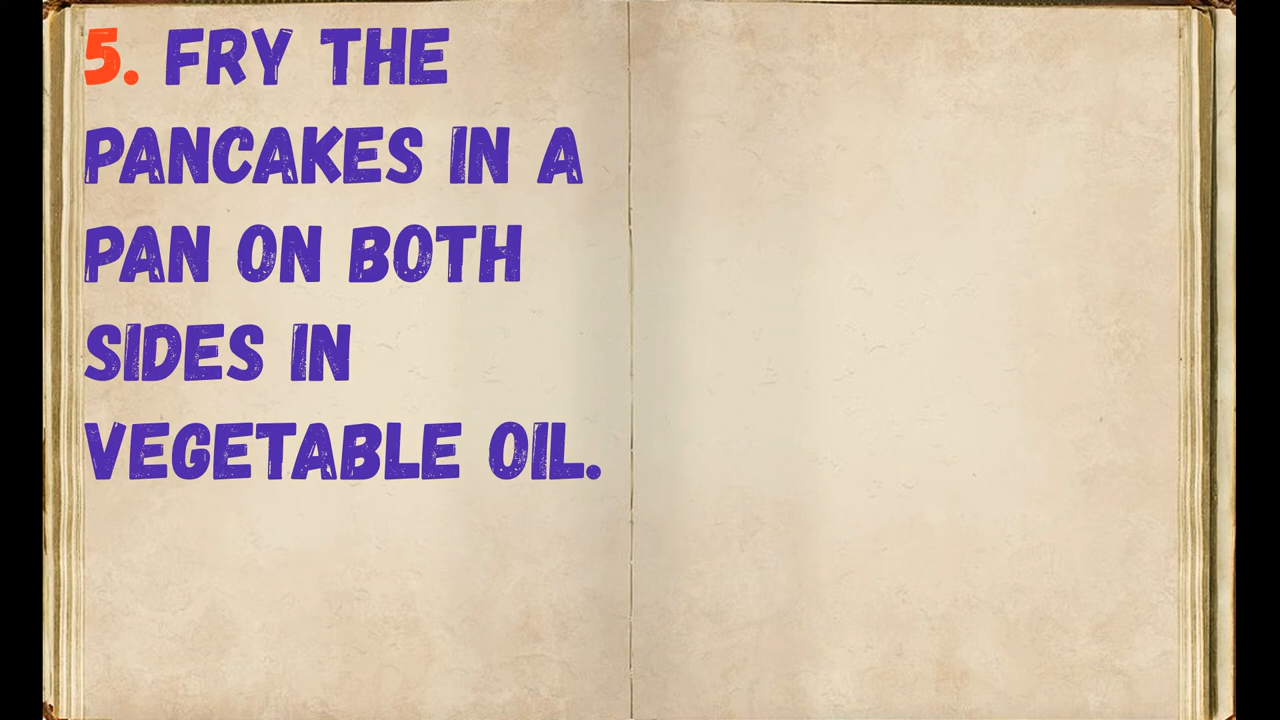 5. FRY THE
PANCAKES IN A
PAN ON BOTH
SIDES IN
VEGETABLE OIL.